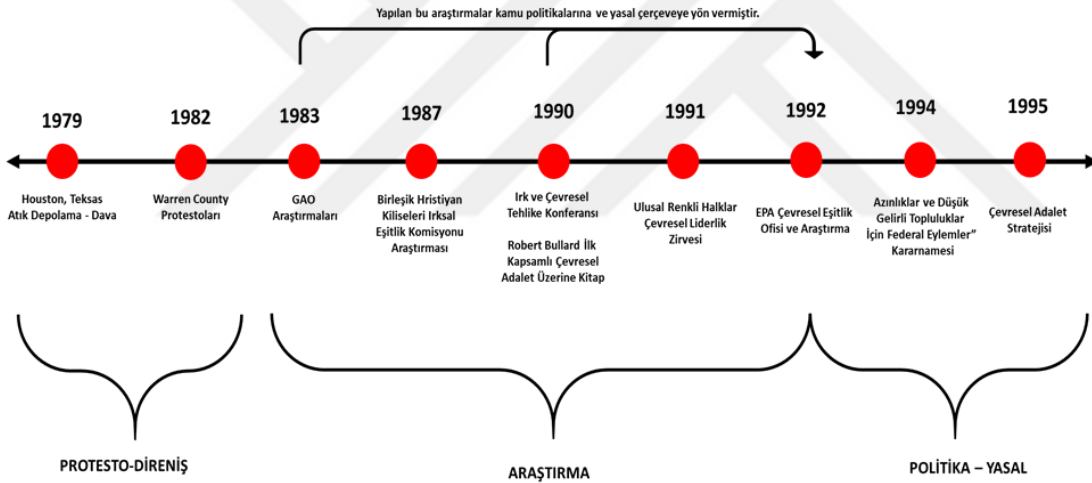 Yapılan bu araştırmalar kamu politikalarına ve yasal çerçeveye yön vermiştir.
1979
1982
1983
1987
1990
1991
1992
1994
1995
Houston, Teksas
Atık Depolama - Dava
Warren County
Protestoları
GAO
Araştırmaları
Birleşik Hristiyan
Kiliseleri Irksal
Eşitlik Komisyonu
Araştırması
Irk ve Çevresel
Tehlike Konferansı
Robert Bullard İlk
Kapsamlı Çevresel
Adalet Üzerine Kitap
Ulusal Renkli Halklar
Çevresel Liderlik
Zirvesi
EPA Çevresel Eşitlik
Ofisi ve Araştırma
Azınlıklar ve Düşük
Gelirli Topluluklar
İçin Federal Eylemler”
Kararnamesi
Çevresel Adalet
Stratejisi
PROTESTO-DİRENİŞ
ARAŞTIRMA
POLİTİKA – YASAL